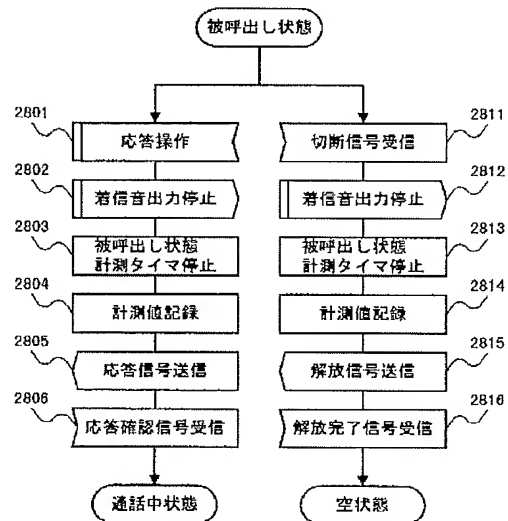 被呼出し状態
2801
応答操作
2802
着信音出力停止
2803
被呼出し状態
計測タイマ停止
2804
計測値記録
2805
応答信号送信
2806
応答確認信号受信
通話中状態
2811
切断信号受信
2812
着信音出力停止
2813
被呼出し状態
計測タイマ停止
2814
計測値記録
2815
解放信号送信
2816
解放完了信号受信
空状態